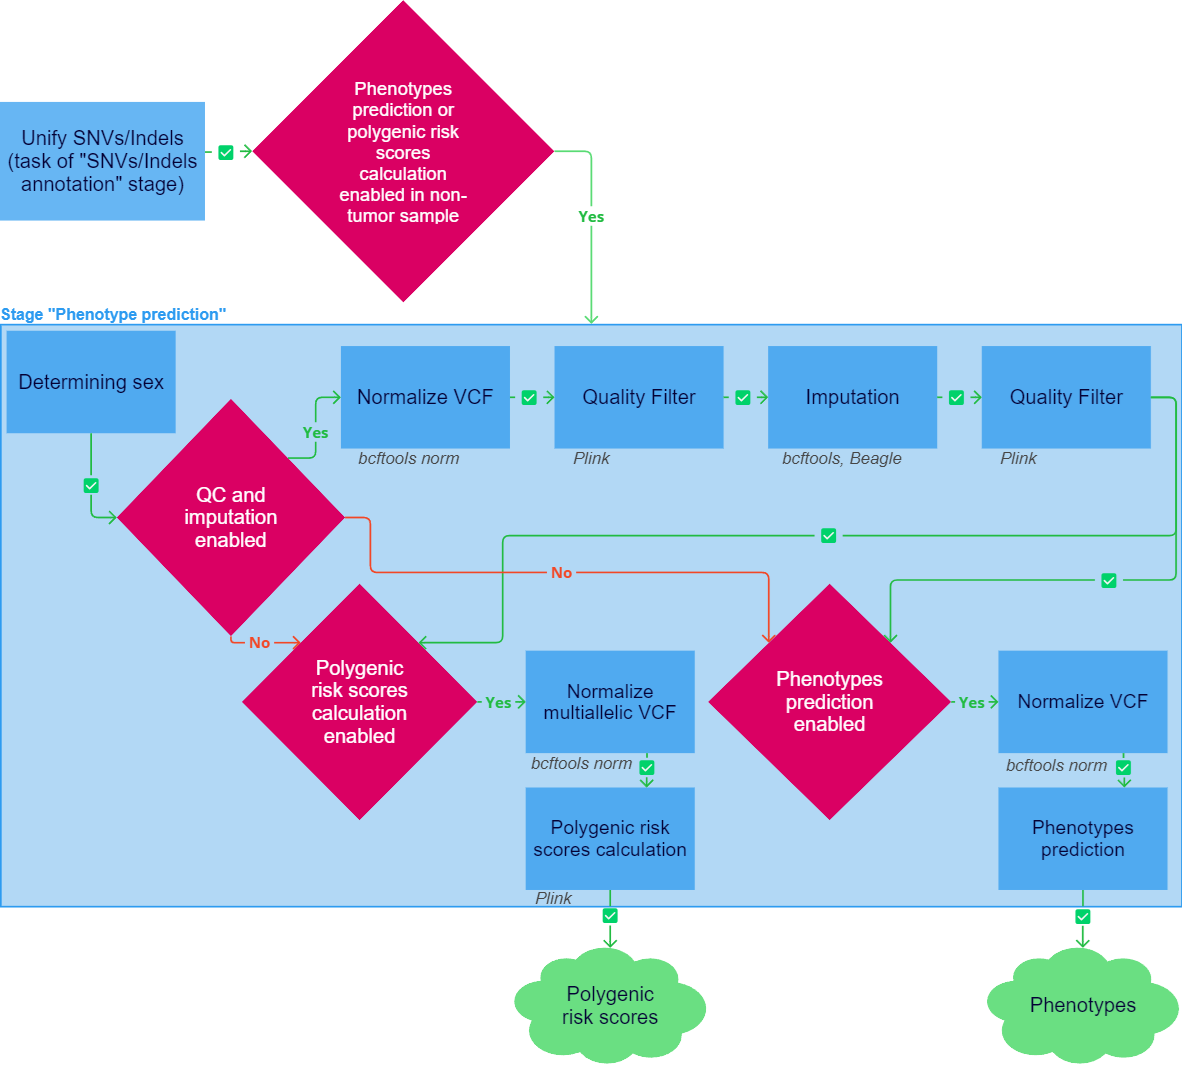 Unify SNVs/Indels
(task of "SNVs/Indels
annotation" stage)
Phenotypes
prediction or
polygenic risk
scores
calculation
enabled in non-
tumor sample
Yes
Stage "Phenotype prediction"
Determining sex
QC and
imputation
enabled
Yes
Normalize VCF
bcftools norm
Quality Filter
Plink
Imputation
bcftools, Beagle
Quality Filter
Plink
No
No
Polygenic
risk scores
calculation
enabled
Yes
Normalize
multiallelic VCF
bcftools norm
Polygenic risk
scores calculation
Plink
Phenotypes
prediction
enabled
Yes
Normalize VCF
bcftools norm
Phenotypes
prediction
Polygenic
risk scores
Phenotypes